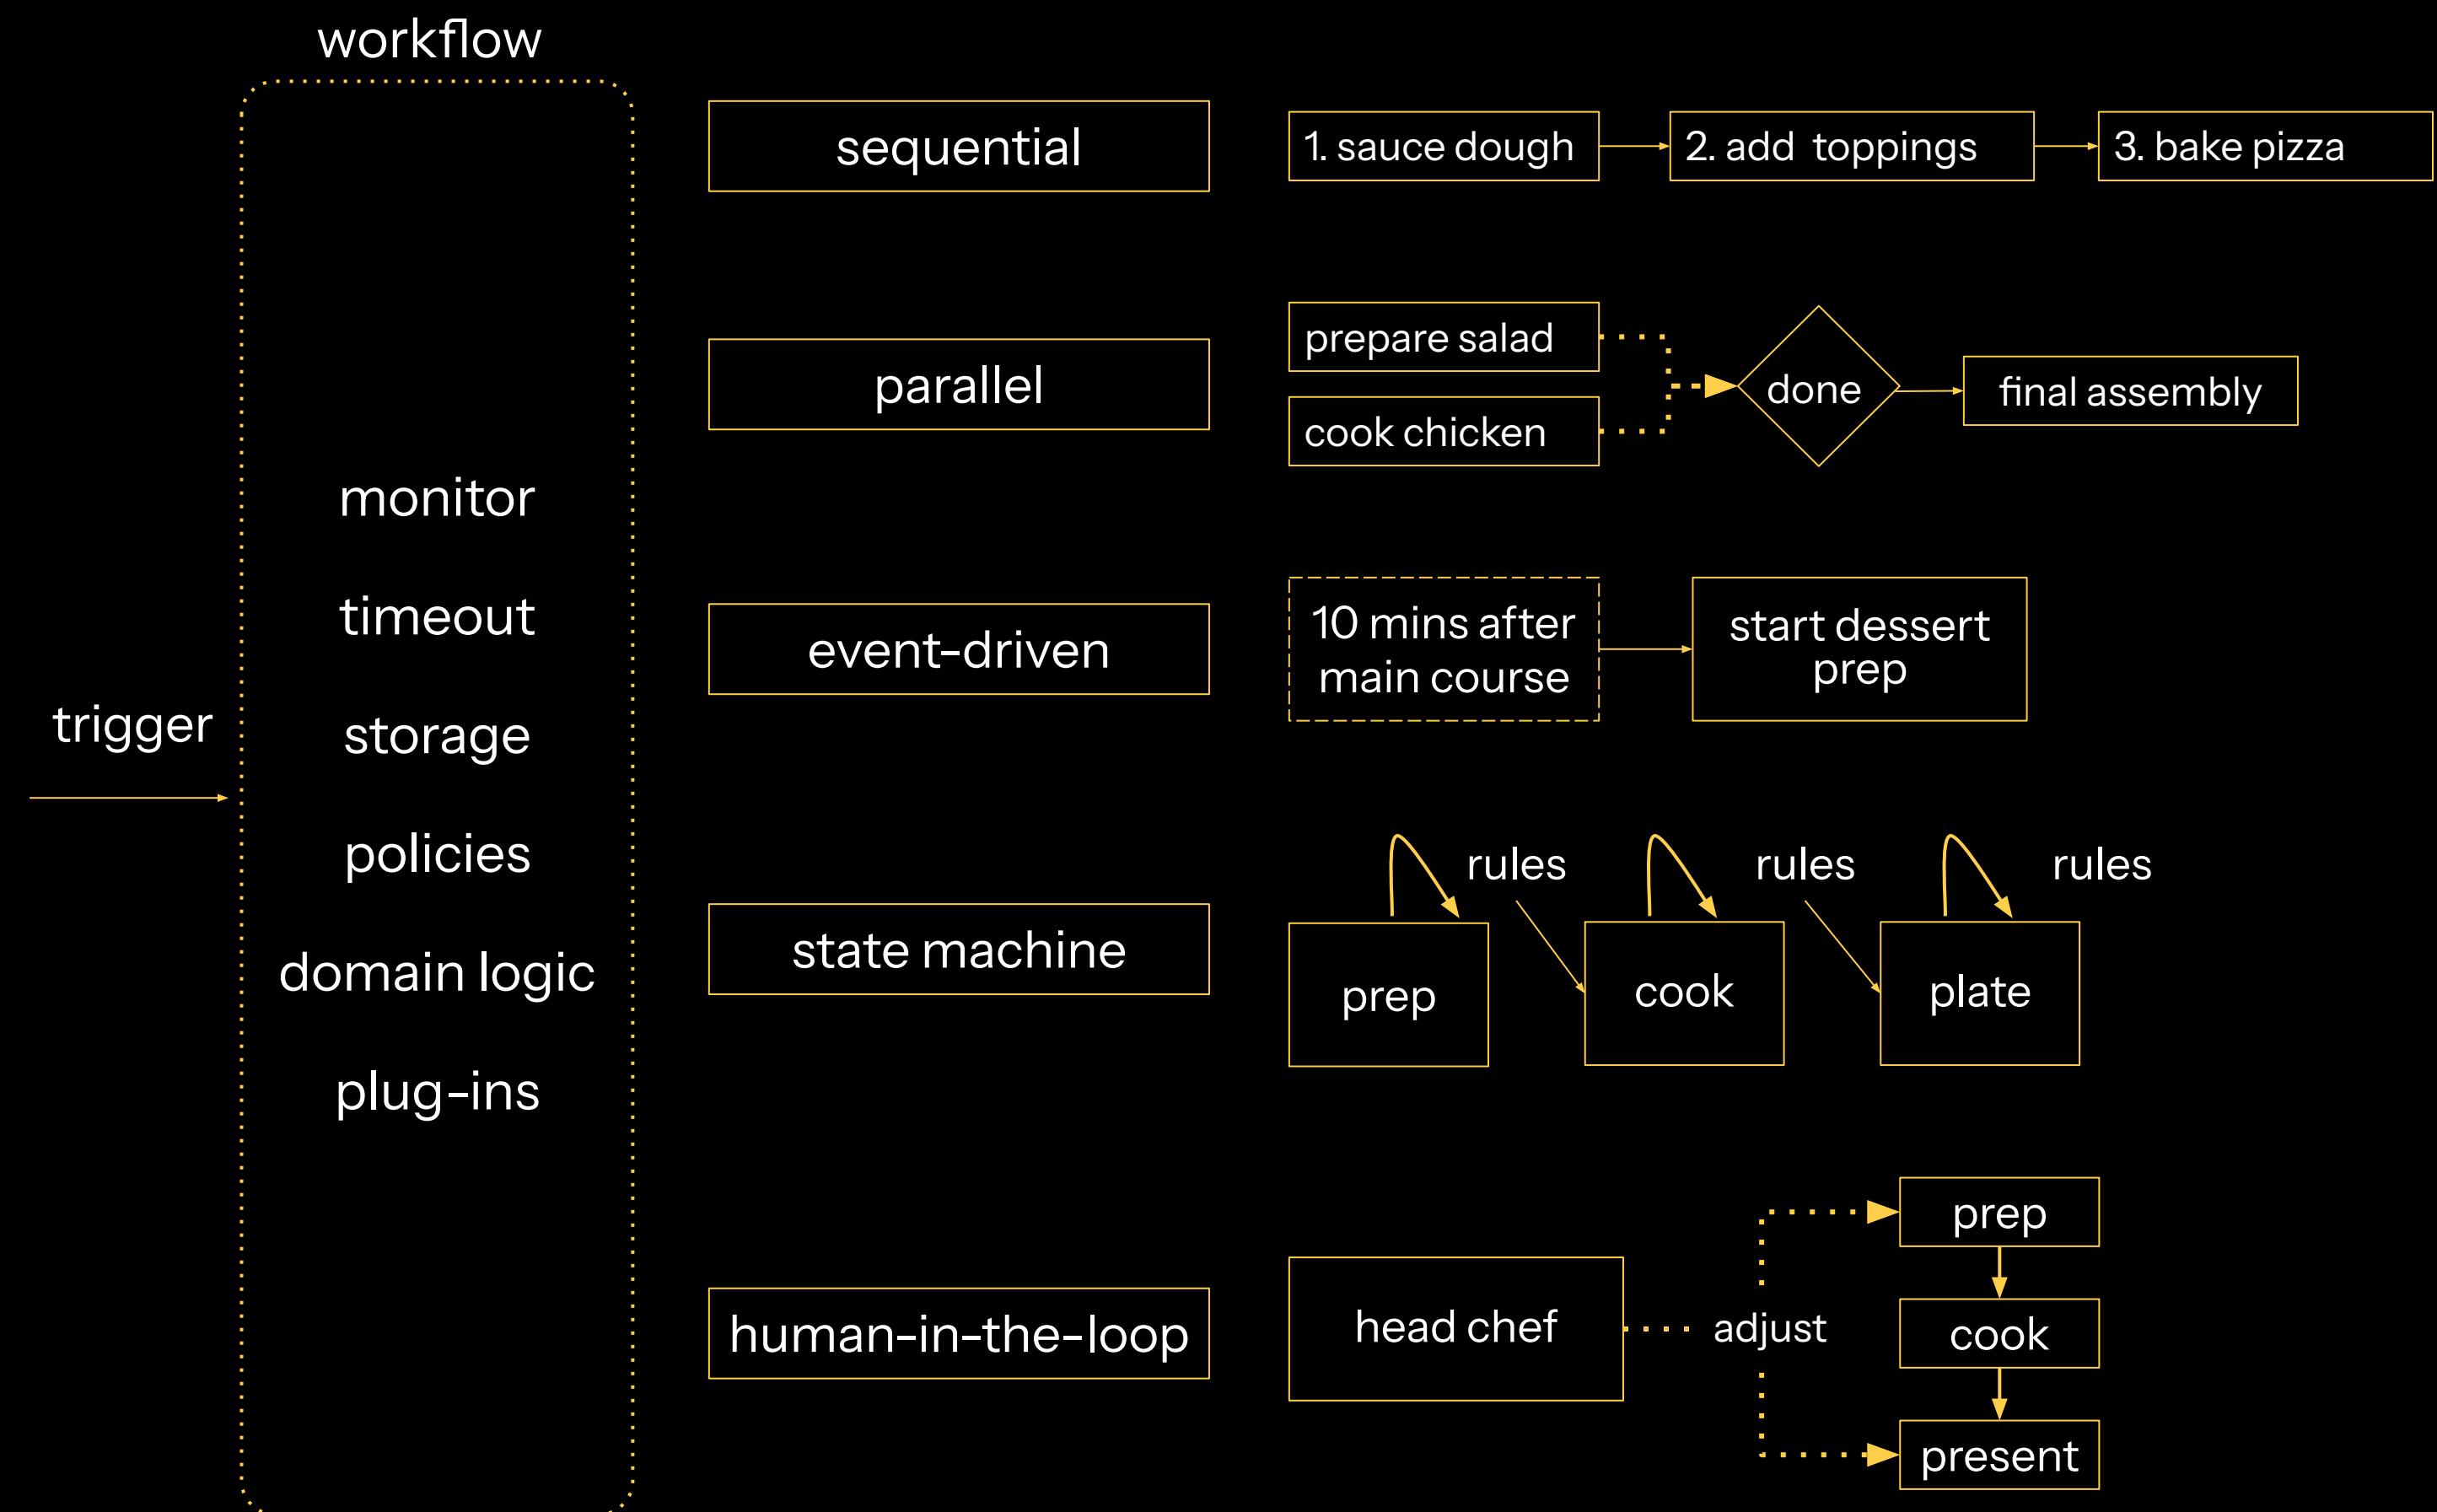 workflow
trigger
monitor
timeout
storage
policies
domain logic
plug-ins
sequential
1. sauce dough
2. add toppings
3. bake pizza
parallel
prepare salad
cook chicken
done
final assembly
event-driven
10 mins after
main course
start dessert
prep
state machine
rules
rules
rules
prep
cook
plate
human-in-the-loop
head chef
adjust
prep
cook
present